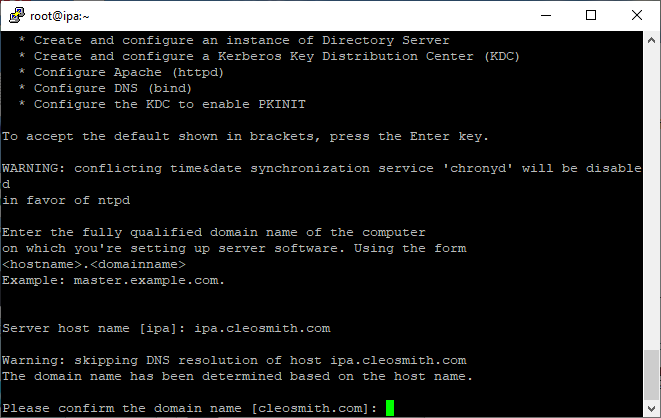 root@ipa:~
* Create and configure an instance of Directory Server
* Create and configure a Kerberos Key Distribution Center (KDC)
* Configure Apache (httpd)
* Configure DNS (bind)
* Configure the KDC to enable PKINIT
To accept the default shown in brackets, press the Enter key.
WARNING: conflicting time&date synchronization service 'chronyd' will be disable
d
in favor of ntpd
Enter the fully qualified domain name of the computer
on which you're setting up server software. Using the form
<hostname>.<domainname>
Example: master.example.com.
Server host name [ipa]: ipa.cleosmith.com
Warning: skipping DNS resolution of host ipa.cleosmith.com
The domain name has been determined based on the host name.
Please confirm the domain name [cleosmith.com]: